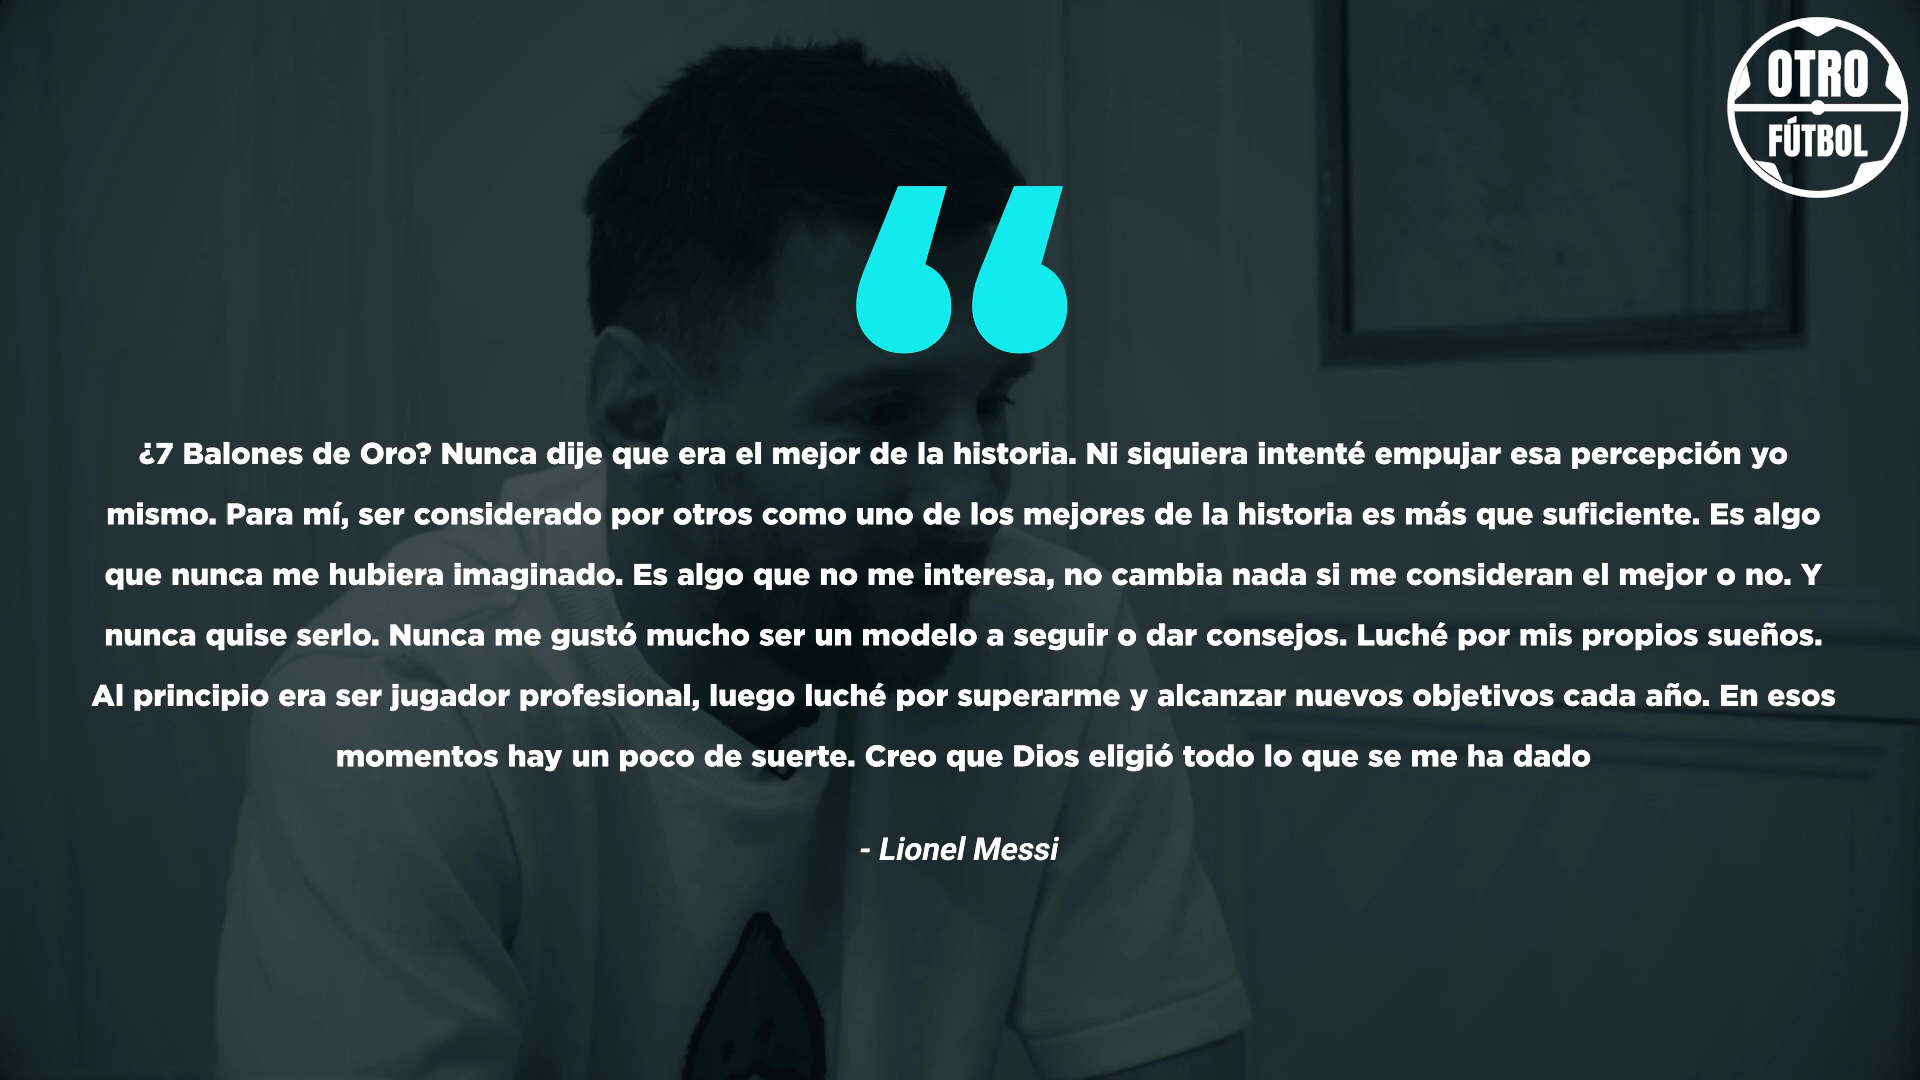 OTRO
FÚTBOL
“
¿7 Balones de Oro? Nunca dije que era el mejor de la historia. Ni siquiera intenté empujar esa percepción yo
mismo. Para mí, ser considerado por otros como uno de los mejores de la historia es más que suficiente. Es algo
que nunca me hubiera imaginado. Es algo que no me interesa, no cambia nada si me consideran el mejor o no. Y
nunca quise serlo. Nunca me gustó mucho ser un modelo a seguir o dar consejos. Luché por mis propios sueños.
Al principio era ser jugador profesional, luego luché por superarme y alcanzar nuevos objetivos cada año. En esos
momentos hay un poco de suerte. Creo que Dios eligió todo lo que se me ha dado
- Lionel Messi